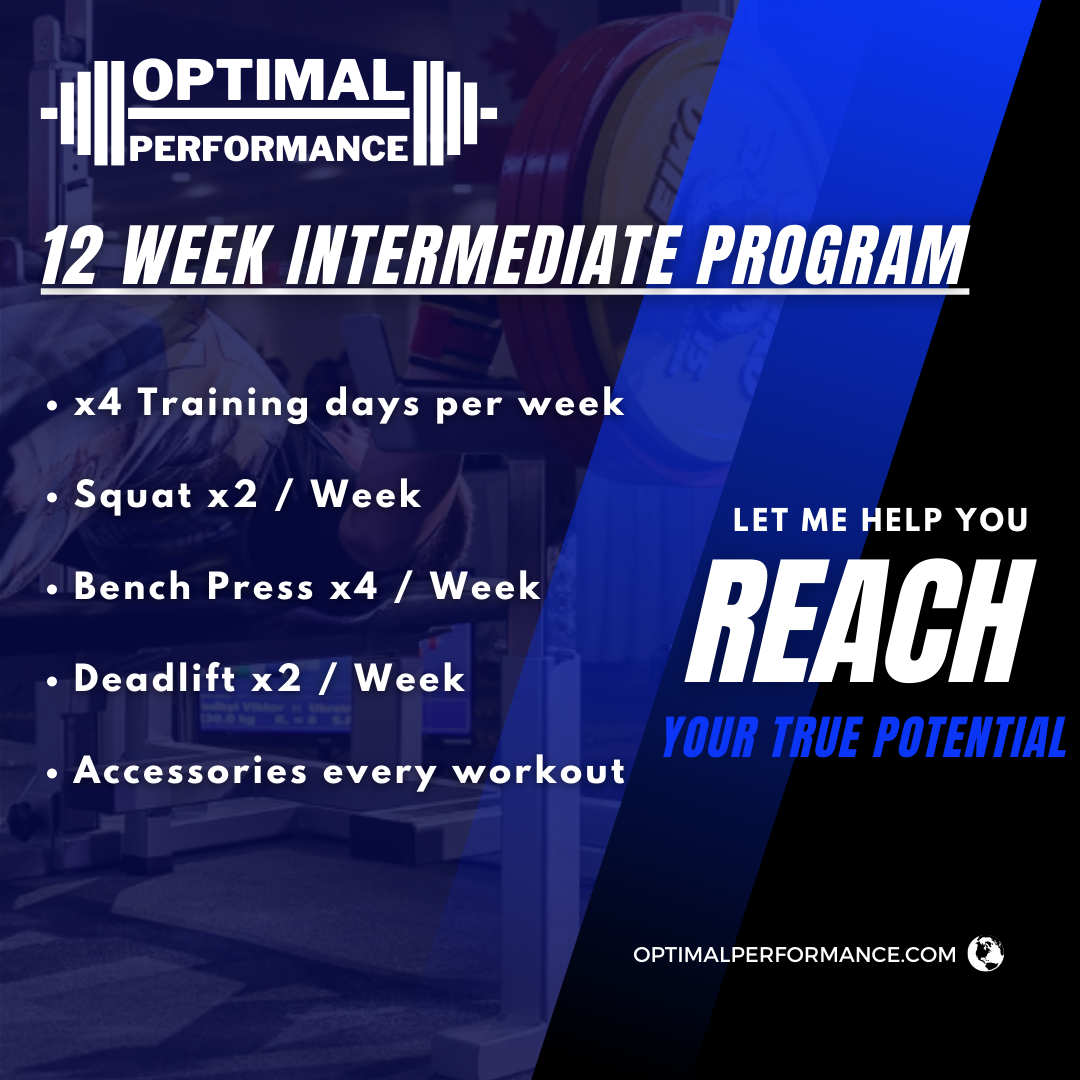 OPTIMAL
PERFORMANCE
12 WEEK INTERMEDIATE PROGRAM
• x4 Training days per week
• Squat x2 / Week
• Bench Press x4 / Week
• Deadlift x2 / Week
• Accessories every workout
LET ME HELP YOU
REACH
YOUR TRUE POTENTIAL
OPTIMALPERFORMANCE.COM
ELEIKO